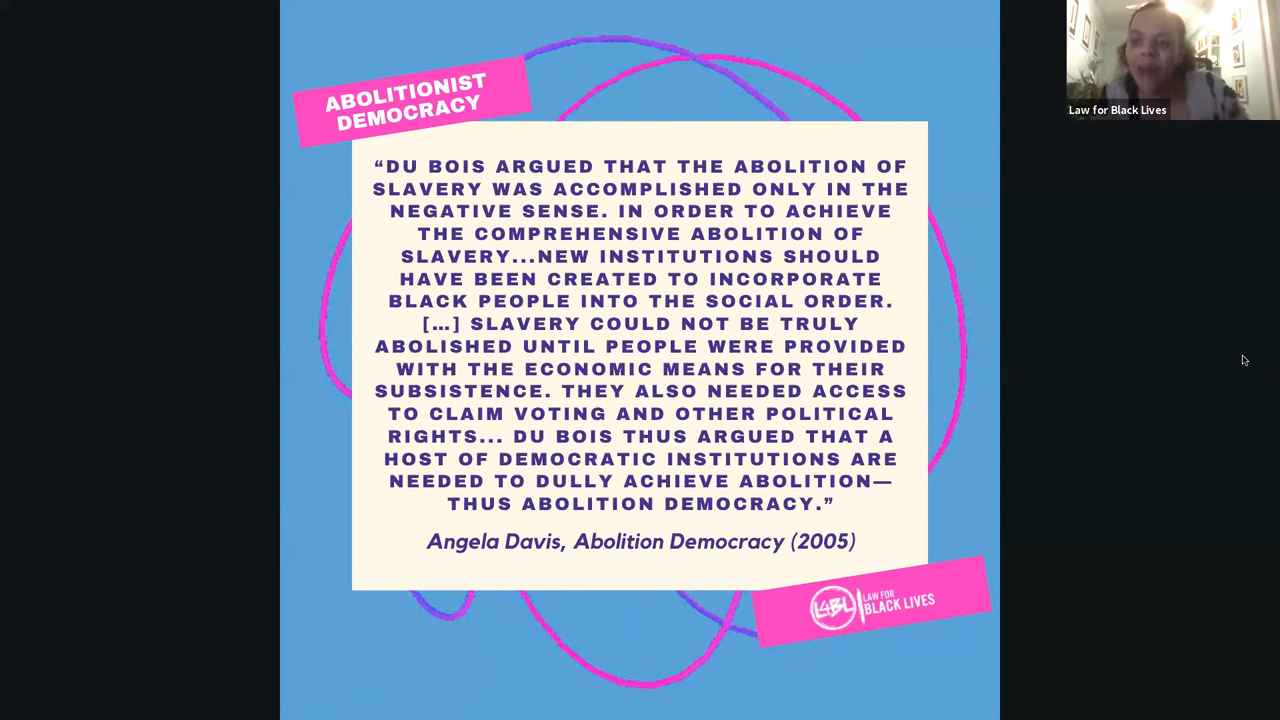 ABOLITIONIST
DEMOCRACY
“DU BOIS ARGUED THAT THE ABOLITION OF
SLAVERY WAS ACCOMPLISHED ONLY IN THE
NEGATIVE SENSE. IN ORDER TO ACHIEVE
THE COMPREHENSIVE ABOLITION OF
SLAVERY...NEW INSTITUTIONS SHOULD
HAVE BEEN CREATED TO INCORPORATE
BLACK PEOPLE INTO THE SOCIAL ORDER.
[...] SLAVERY COULD NOT BE TRULY
ABOLISHED UNTIL PEOPLE WERE PROVIDED
WITH THE ECONOMIC MEANS FOR THEIR
SUBSISTENCE. THEY ALSO NEEDED ACCESS
TO CLAIM VOTING AND OTHER POLITICAL
RIGHTS... DU BOIS THUS ARGUED THAT A
HOST OF DEMOCRATIC INSTITUTIONS ARE
NEEDED TO DULLY ACHIEVE ABOLITION—
THUS ABOLITION DEMOCRACY.”
Angela Davis, Abolition Democracy (2005)
L4BL
LAW FOR
BLACK LIVES
Law for Black Lives